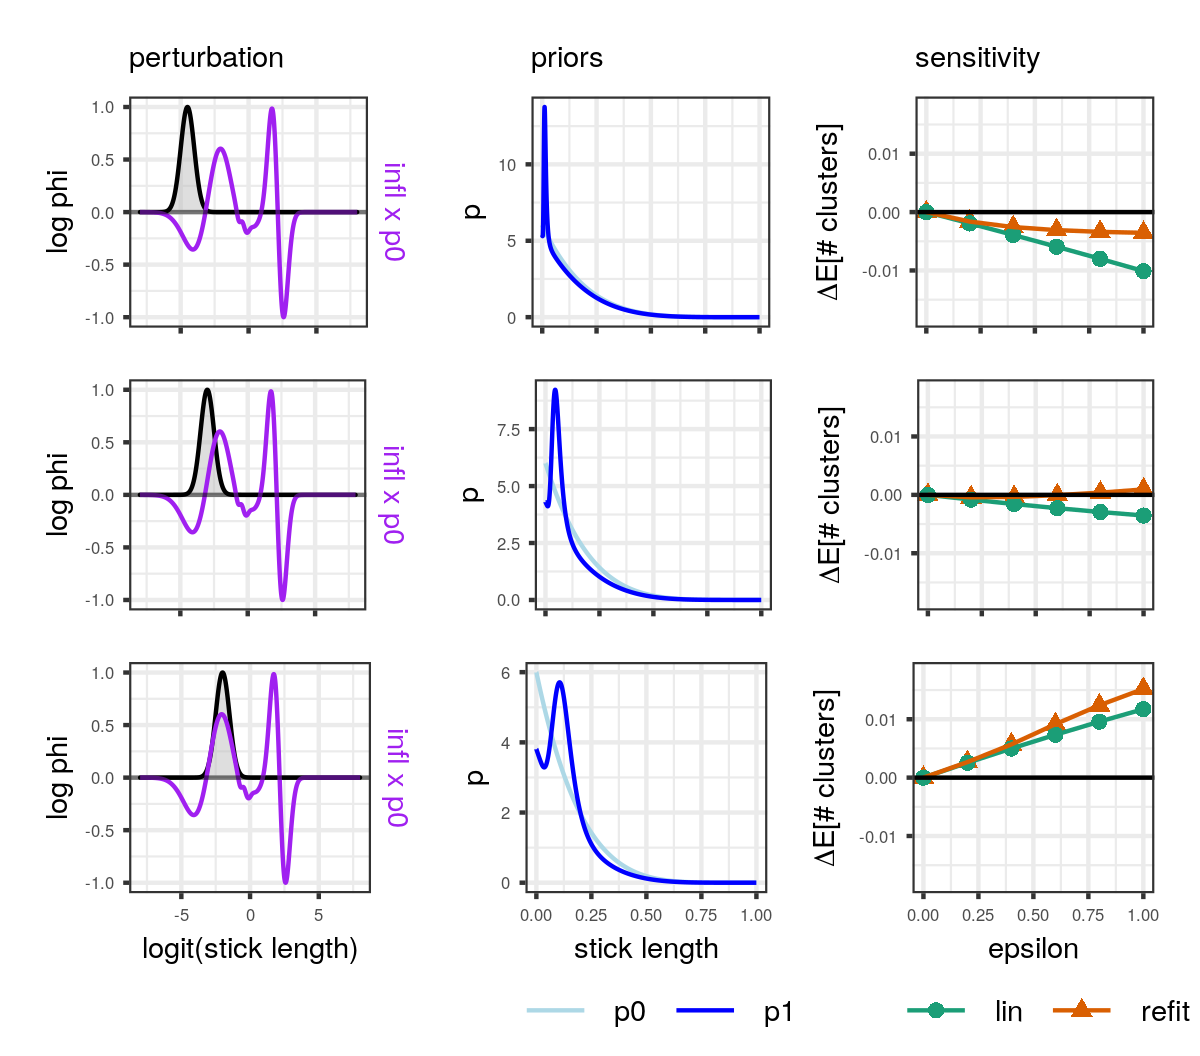 perturbation
priors
sensitivity
log phi
1.0
0.5
0.0
-0.5
-1.0
infl x p0
p
10
5
0
ΔE[# clusters]
0.01
0.00
-0.01
log phi
1.0
0.5
0.0
-0.5
-1.0
infl x p0
p
7.5
5.0
2.5
0.0
ΔE[# clusters]
0.01
0.00
-0.01
log phi
1.0
0.5
0.0
-0.5
-1.0
-5 0 5
logit(stick length)
infl x p0
p
6
4
2
0
0.00 0.25 0.50 0.75 1.00
stick length
ΔE[# clusters]
0.01
0.00
-0.01
0.00 0.25 0.50 0.75 1.00
epsilon
p0 p1
lin refit